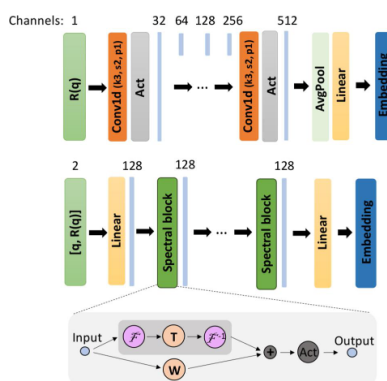 Channels: 1 32 64 128 256 512
R(q)
Conv1d (k3, s2, p1)
Act
...
Conv1d (k3, s2, p1)
Act
AvgPool
Linear
Embedding
2 128 128 128
[q, R(q)]
Linear
Spectral block
...
Spectral block
Linear
Embedding
Input
ℱ
T
ℱ⁻¹
W
+
Act
Output